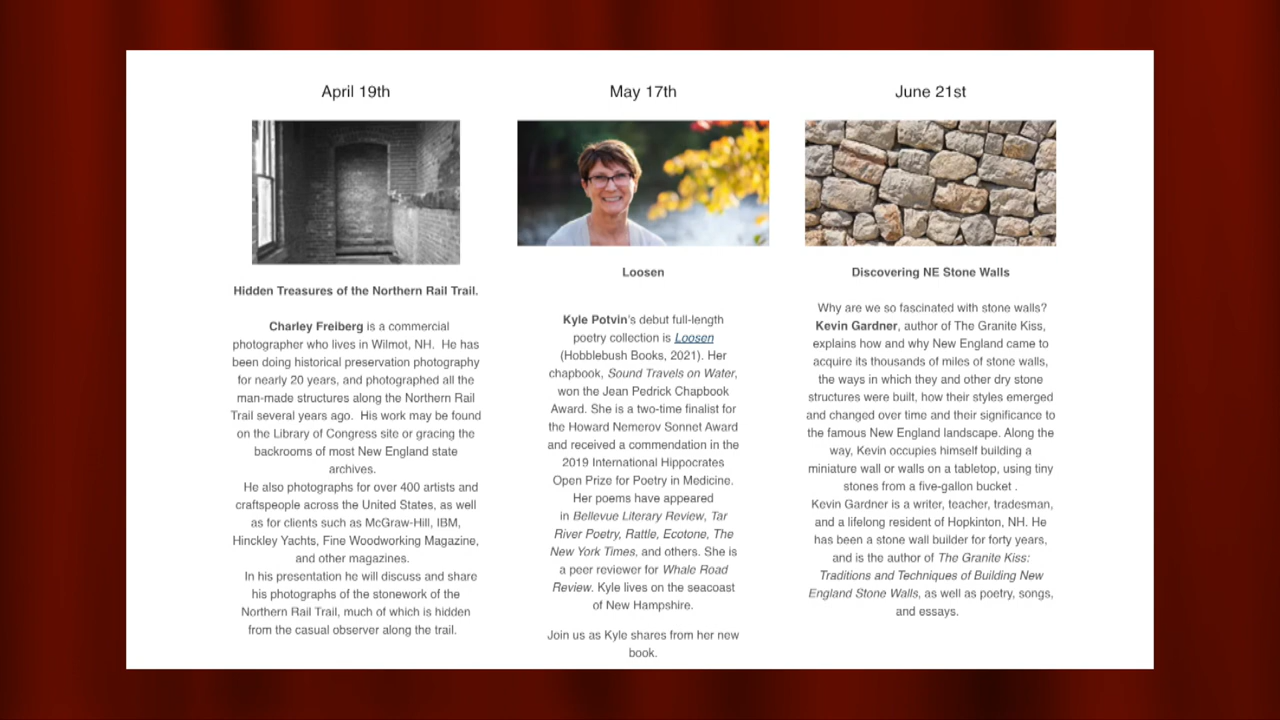 April 19th
Hidden Treasures of the Northern Rail Trail.
Charley Freiberg is a commercial
photographer who lives in Wilmot, NH.  He has
been doing historical preservation photography
for nearly 20 years, and photographed all the
man-made structures along the Northern Rail
Trail several years ago.  His work may be found
on the Library of Congress site or gracing the
backrooms of most New England state
archives.
He also photographs for over 400 artists and
craftspeople across the United States, as well
as for clients such as McGraw-Hill, IBM,
Hinckley Yachts, Fine Woodworking Magazine,
and other magazines.
In his presentation he will discuss and share
his photographs of the stonework of the
Northern Rail Trail, much of which is hidden
from the casual observer along the trail.
May 17th
Loosen
Kyle Potvin's debut full-length
poetry collection is Loosen
(Hobblebush Books, 2021). Her
chapbook, Sound Travels on Water,
won the Jean Pedrick Chapbook
Award. She is a two-time finalist for
the Howard Nemerov Sonnet Award
and received a commendation in the
2019 International Hippocrates
Open Prize for Poetry in Medicine.
Her poems have appeared
in Bellevue Literary Review, Tar
River Poetry, Rattle, Ecotone, The
New York Times, and others. She is
a peer reviewer for Whale Road
Review. Kyle lives on the seacoast
of New Hampshire.
Join us as Kyle shares from her new
book.
June 21st
Discovering NE Stone Walls
Why are we so fascinated with stone walls?
Kevin Gardner, author of The Granite Kiss,
explains how and why New England came to
acquire its thousands of miles of stone walls,
the ways in which they and other dry stone
structures were built, how their styles emerged
and changed over time and their significance to
the famous New England landscape. Along the
way, Kevin occupies himself building a
miniature wall or walls on a tabletop, using tiny
stones from a five-gallon bucket .
Kevin Gardner is a writer, teacher, tradesman,
and a lifelong resident of Hopkinton, NH. He
has been a stone wall builder for forty years,
and is the author of The Granite Kiss:
Traditions and Techniques of Building New
England Stone Walls, as well as poetry, songs,
and essays.